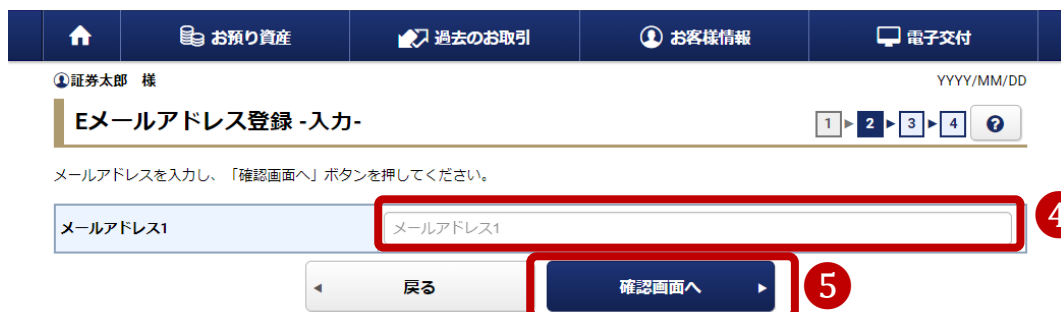 お預り資産 過去のお取引 お客様情報 電子交付
証券太郎 様 YYYY/MM/DD
Eメールアドレス登録 -入力- 1 2 3 4 ?
メールアドレスを入力し、「確認画面へ」ボタンを押してください。
メールアドレス1 メールアドレス1 4
戻る 確認画面へ 5